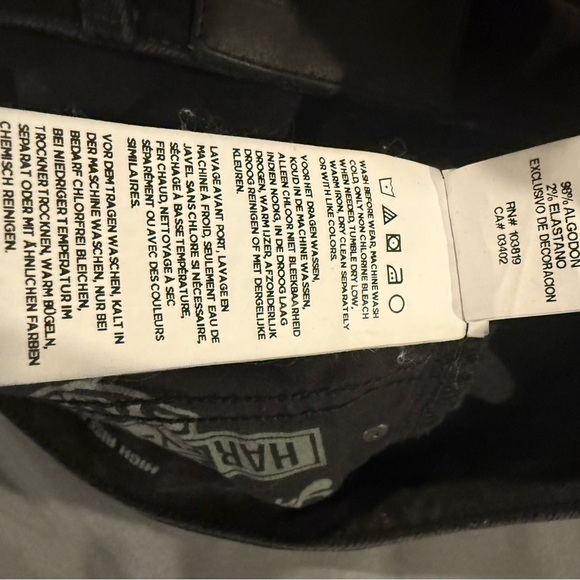 98% ALGODON
2% ELASTANO
EXCLUSIVO DE DECORACION
RN# 103819
CA# 03402
WASH BEFORE WEAR, MACHINE WASH
COLD ONLY NON CHLORINE BLEACH
WHEN NEEDED, TUMBLE DRY LOW,
WARM IRON, DRY CLEAN SEPARATELY
OR WITH LIKE COLORS.
VOOR HET DRAGEN WASSEN,
KOUD IN DE MACHINE WASSEN,
ALLEEN CHLOOR NIET BLEEKBAARHEID
INDIEN NODIG, IN DE DROOG LAAG
DROGEN, WARM IJZER, AFZONDERLIJK
DROOG REINIGEN OF MET DERGELIJKE
KLEUREN.
LAVAGE AVANT PORT, LAVAGE EN
MACHINE À FROID, SEULEMENT EAU DE
JAVEL SANS CHLORE SI NÉCESSAIRE,
SÉCHAGE À BASSE TEMPÉRATURE,
FER CHAUD, NETTOYAGE À SEC
SÉPARÉMENT OU AVEC DES COULEURS
SIMILAIRES.
VOR DEM TRAGEN WASCHEN, KALT IN
DER MASCHINE WASCHEN, NUR BEI
BEDARF CHLORFREI BLEICHEN,
BEI NIEDRIGER TEMPERATUR IM
TROCKNER TROCKNEN, WARM BÜGELN,
SEPARAT ODER MIT ÄHNLICHEN FARBEN
CHEMISCH REINIGEN.
HIGH
HAR